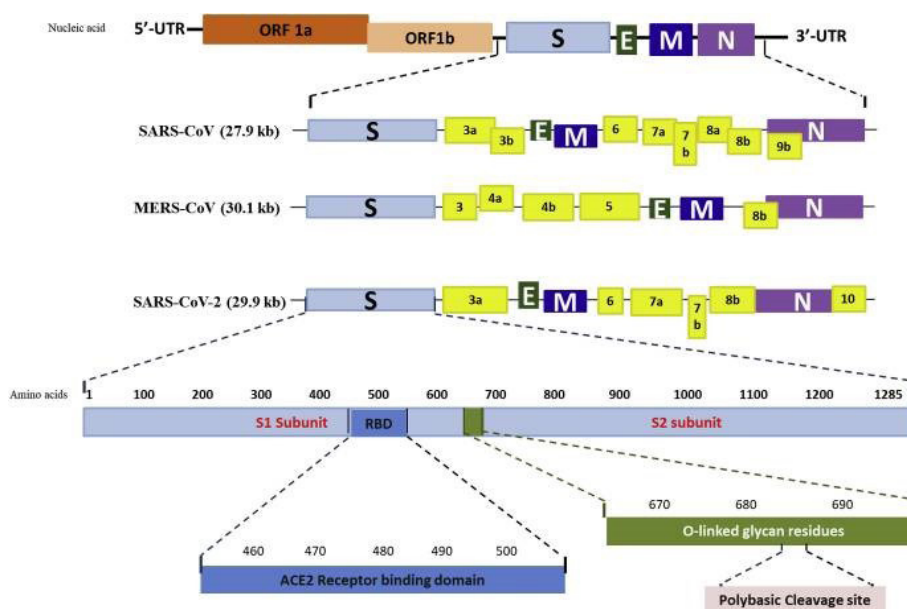 Nucleic acid 5’-UTR ORF 1a ORF1b S E M N 3’-UTR
SARS-CoV (27.9 kb) S 3a 3b E M 6 7a 7b 8a 8b 9b N
MERS-CoV (30.1 kb) S 3 4a 4b 5 E M 8b N
SARS-CoV-2 (29.9 kb) S 3a E M 6 7a 7b 8b N 10
Amino acids 1 100 200 300 400 500 600 700 800 900 1000 1100 1200 1285
S1 Subunit RBD S2 subunit
670 680 690
O-linked glycan residues
460 470 480 490 500
ACE2 Receptor binding domain
Polybasic Cleavage site